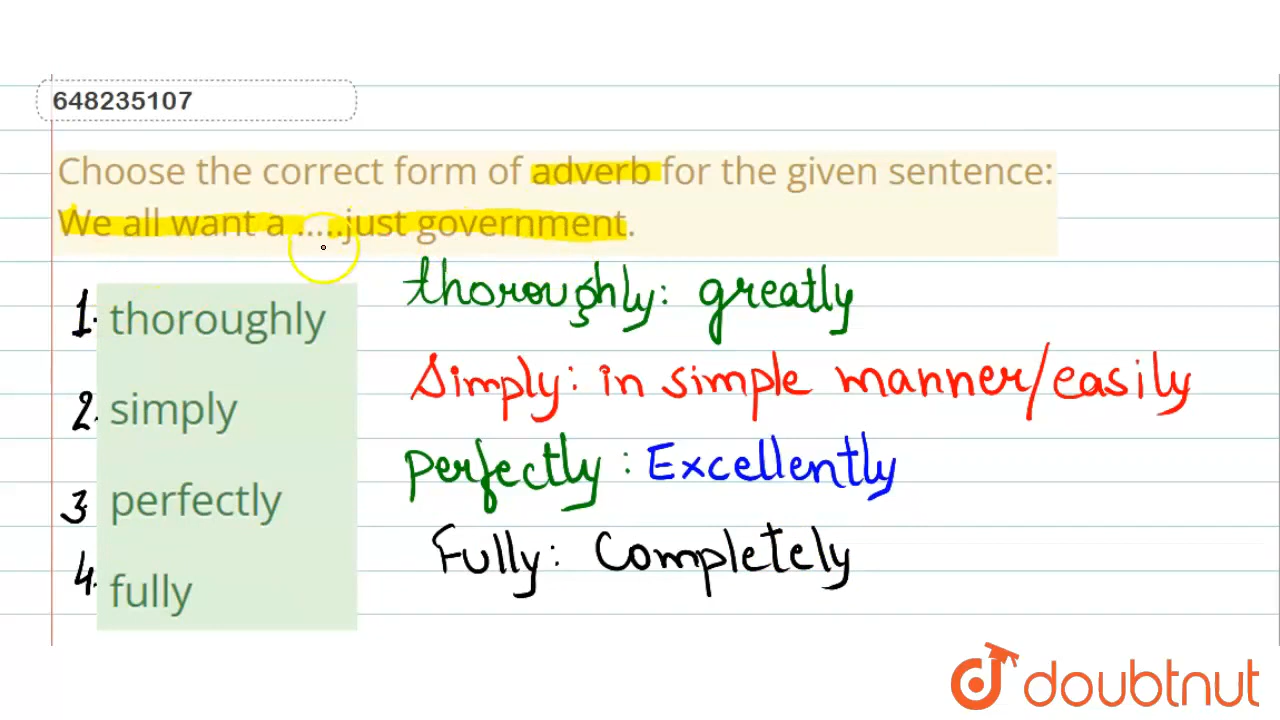 648235107
Choose the correct form of adverb for the given sentence:
We all want a .....just government.
1. thoroughly
thoroughly: greatly
2. simply
Simply: in simple manner/easily
3 perfectly
perfectly: Excellently
4. fully
Fully: Completely
doubtnut